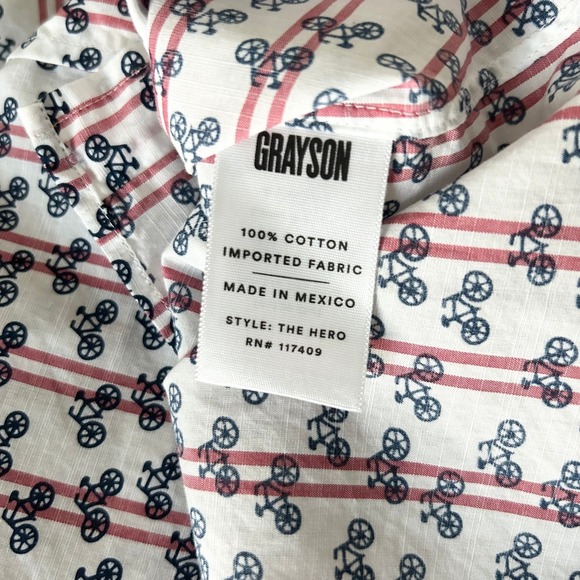 GRAYSON
100% COTTON
IMPORTED FABRIC
MADE IN MEXICO
STYLE: THE HERO
RN# 117409